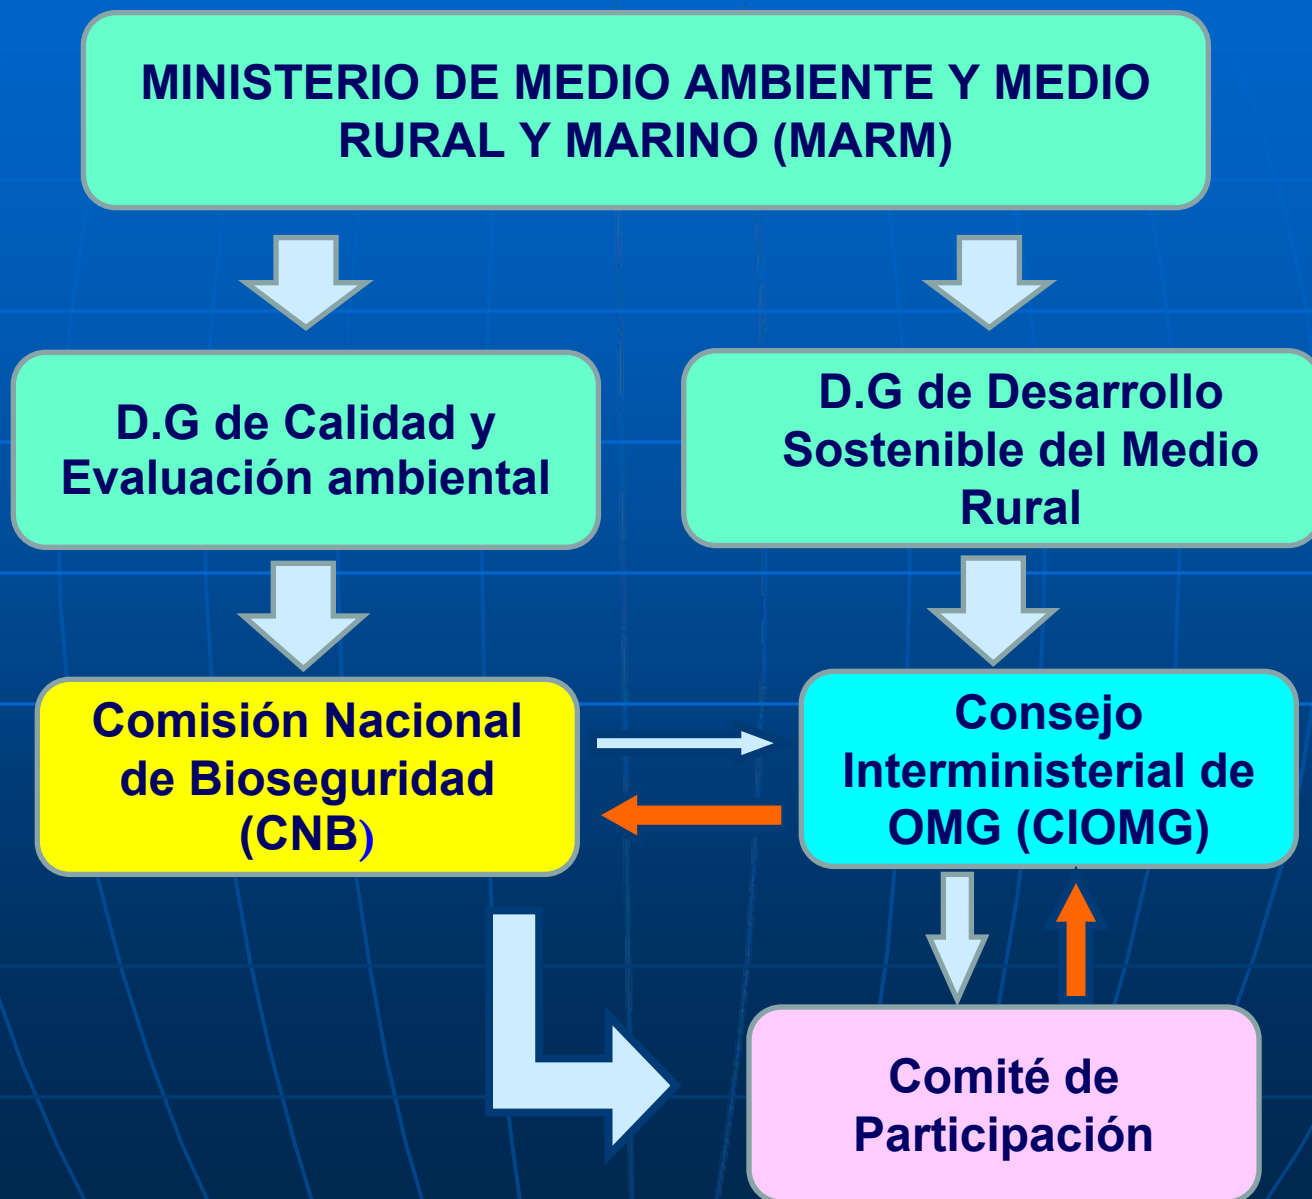 MINISTERIO DE MEDIO AMBIENTE Y MEDIO
RURAL Y MARINO (MARM)
D.G de Calidad y
Evaluación ambiental
D.G de Desarrollo
Sostenible del Medio
Rural
Comisión Nacional
de Bioseguridad
(CNB)
Consejo
Interministerial de
OMG (CIOMG)
Comité de
Participación